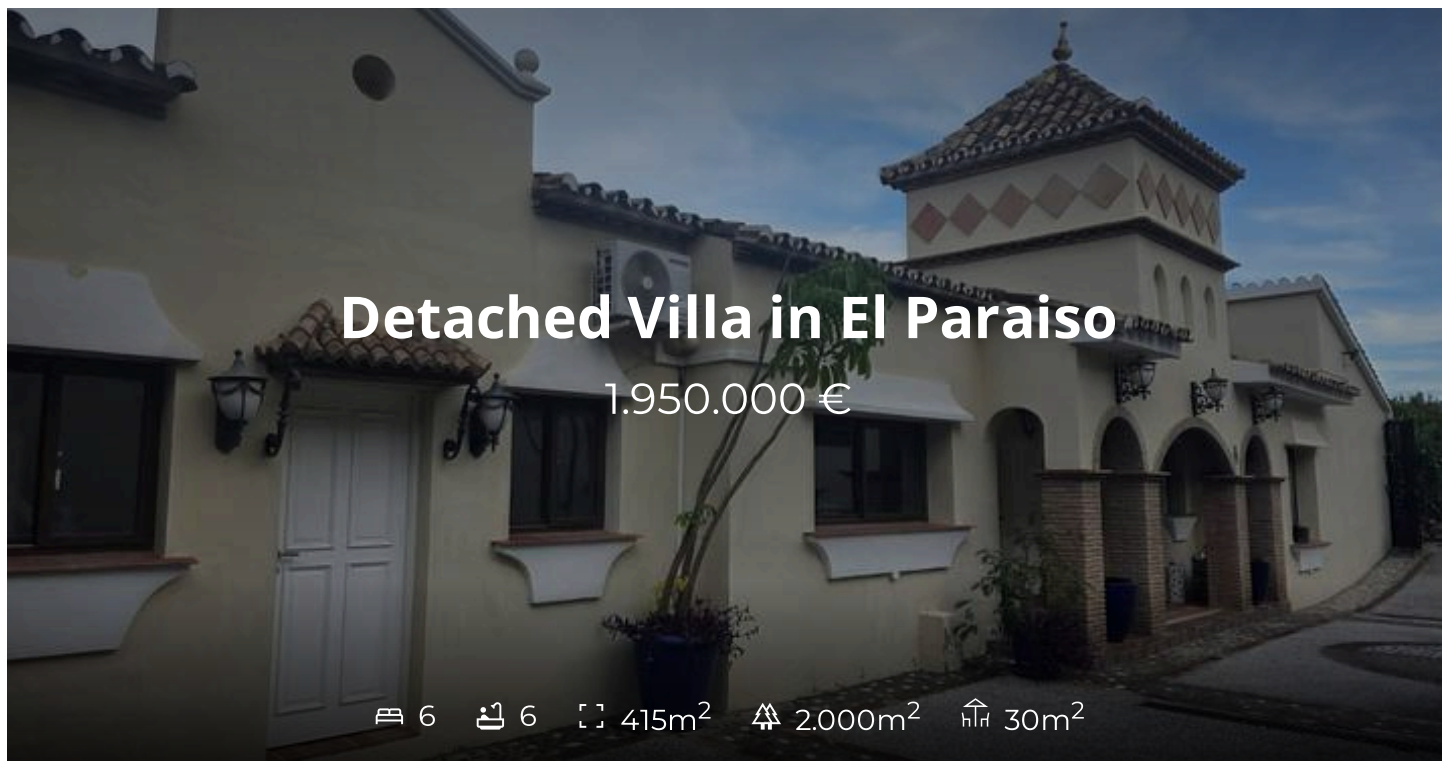 Detached Villa in El Paraiso
1.950.000 €
6 6 415m² 2.000m² 30m²